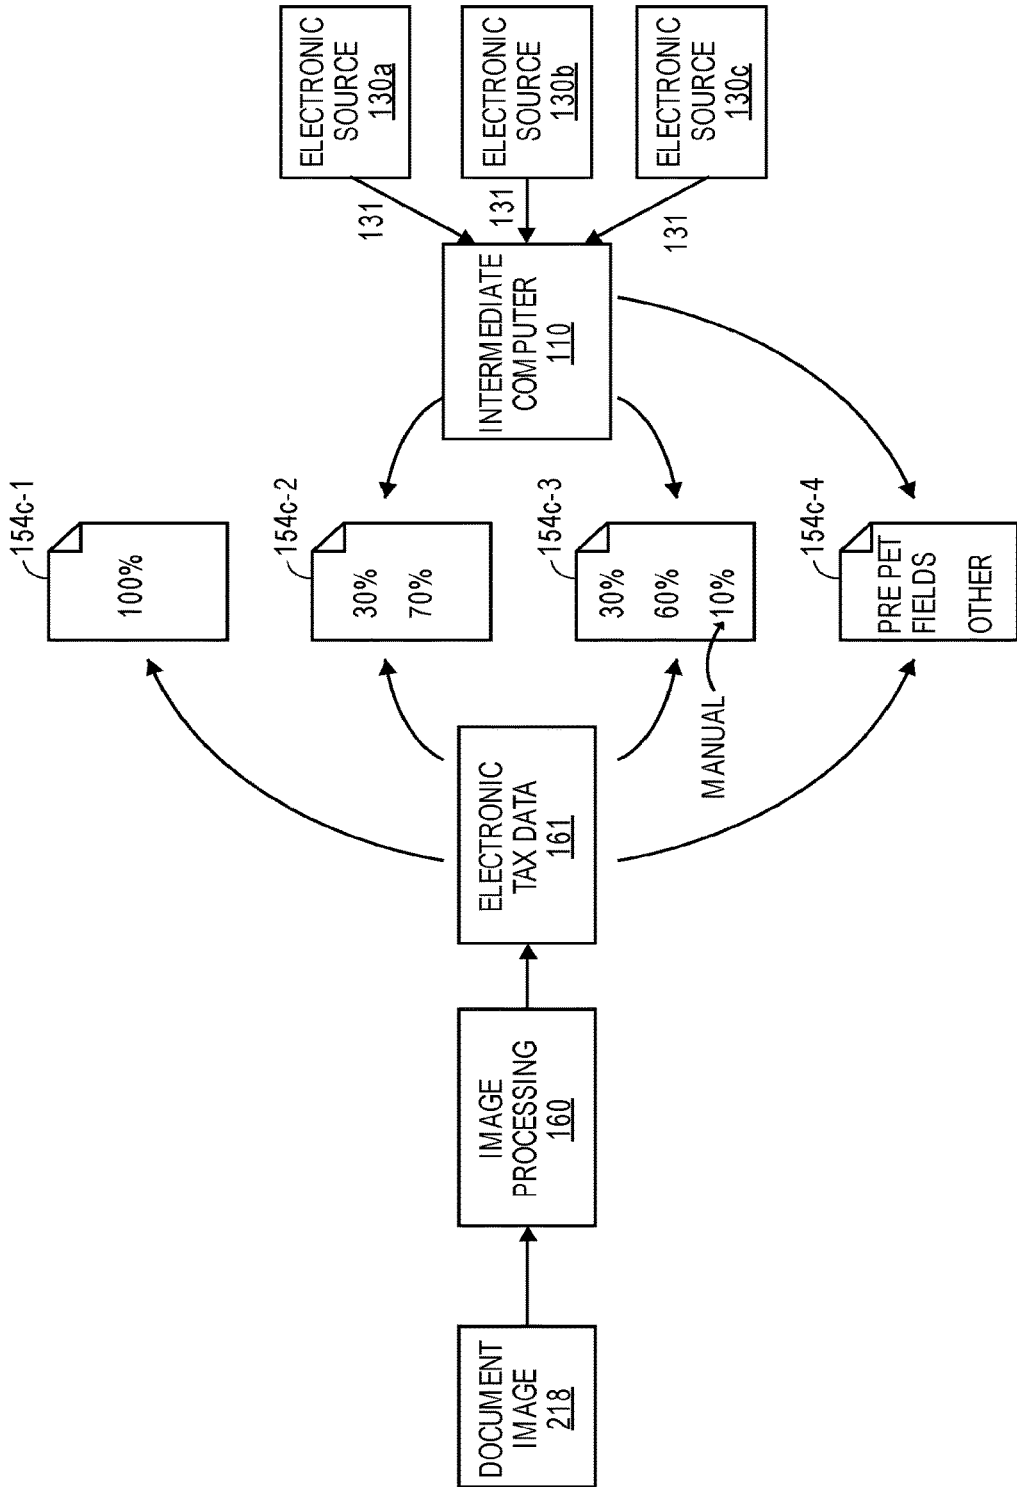 DOCUMENT
IMAGE
218
IMAGE
PROCESSING
160
ELECTRONIC
TAX DATA
161
MANUAL
154c-1
100%
154c-2
30%
70%
154c-3
30%
60%
10%
154c-4
PRE PET
FIELDS
OTHER
INTERMEDIATE
COMPUTER
110
131
131
131
ELECTRONIC
SOURCE
130a
ELECTRONIC
SOURCE
130b
ELECTRONIC
SOURCE
130c